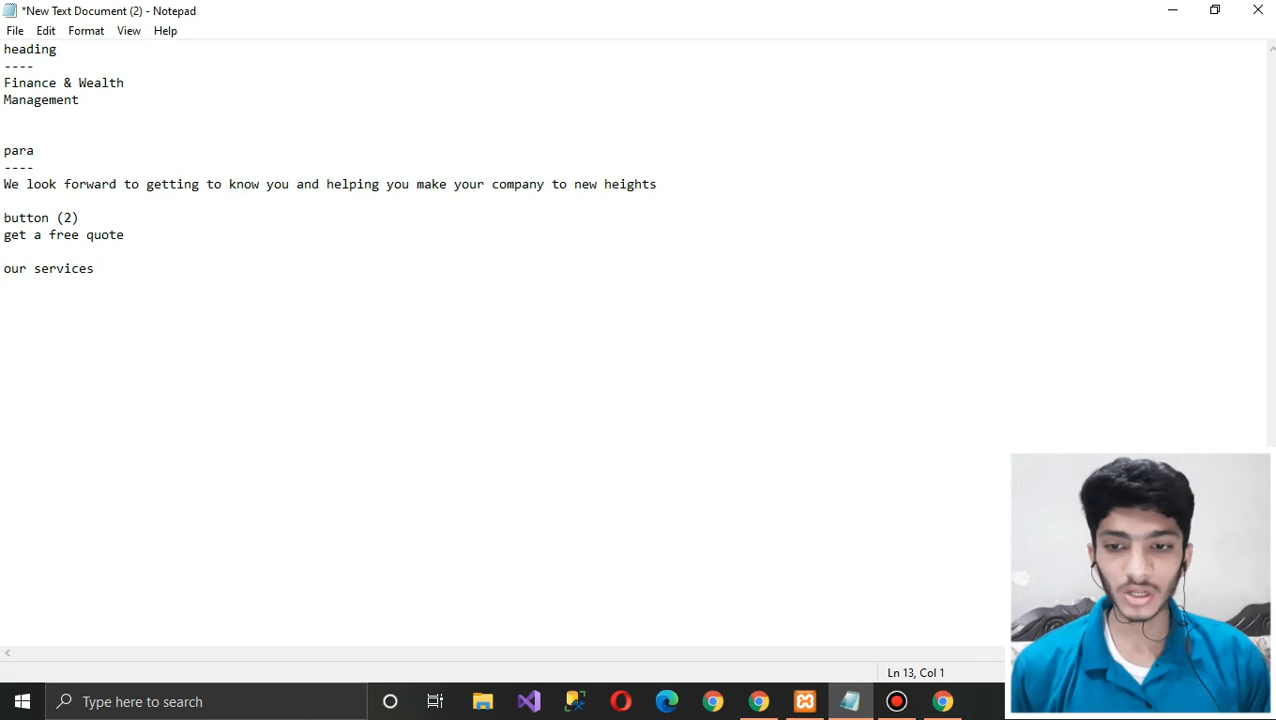 *New Text Document (2) - Notepad
File Edit Format View Help
heading
----
Finance & Wealth
Management
para
----
We look forward to getting to know you and helping you make your company to new heights
button (2)
get a free quote
our services
Ln 13, Col 1
Type here to search